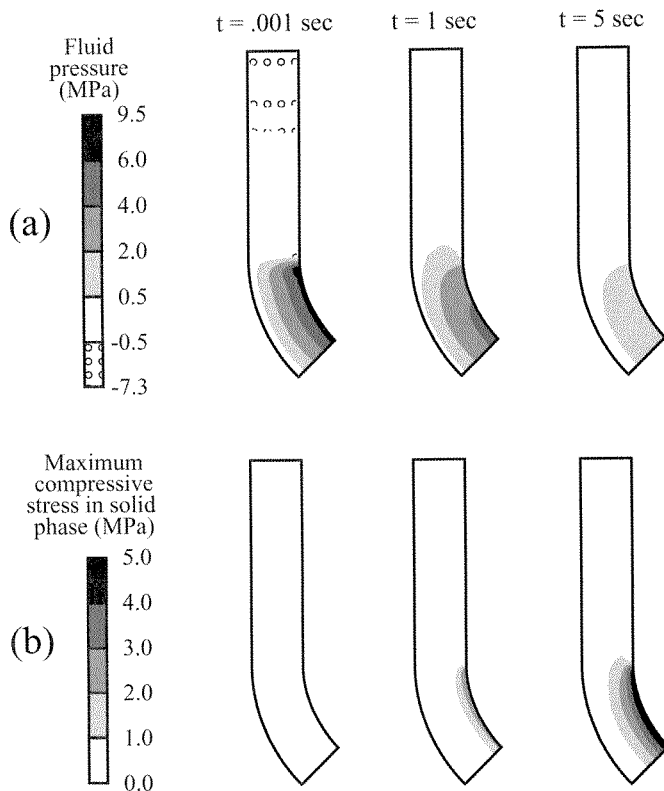 t = .001 sec
t = 1 sec
t = 5 sec
Fluid
pressure
(MPa)
9.5
6.0
4.0
2.0
0.5
-0.5
-7.3
(a)
Maximum
compressive
stress in solid
phase (MPa)
5.0
4.0
3.0
2.0
1.0
0.0
(b)